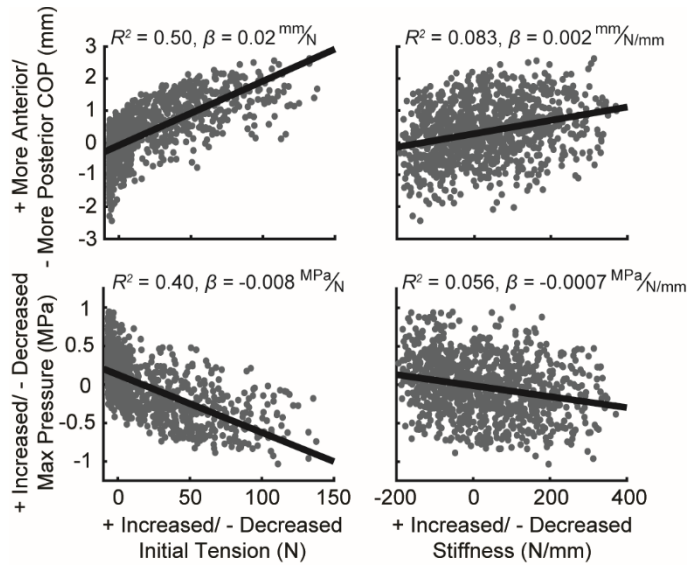 R² = 0.50, β = 0.02 mm/N
R² = 0.083, β = 0.002 mm/N/mm
+ More Anterior/
- More Posterior COP (mm)
3
2
1
0
-1
-2
-3
R² = 0.40, β = -0.008 MPa/N
R² = 0.056, β = -0.0007 MPa/N/mm
+ Increased/ - Decreased
Max Pressure (MPa)
1
0.5
0
-0.5
-1
0 50 100 150
-200 0 200 400
+ Increased/ - Decreased
Initial Tension (N)
+ Increased/ - Decreased
Stiffness (N/mm)